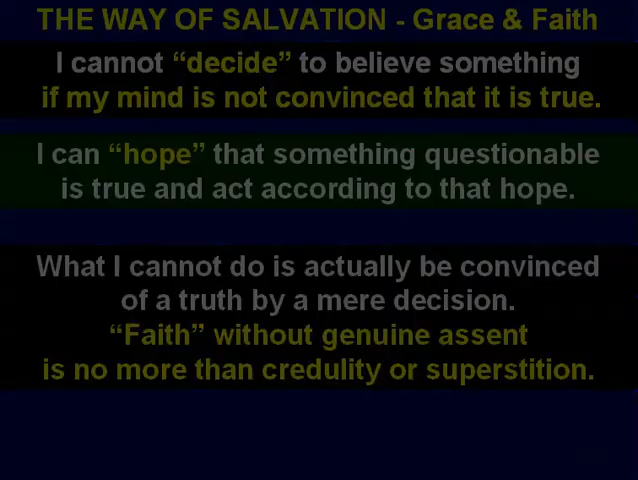 THE WAY OF SALVATION - Grace & Faith
I cannot “decide” to believe something
if my mind is not convinced that it is true.
I can “hope” that something questionable
is true and act according to that hope.
What I cannot do is actually be convinced
of a truth by a mere decision.
“Faith” without genuine assent
is no more than credulity or superstition.